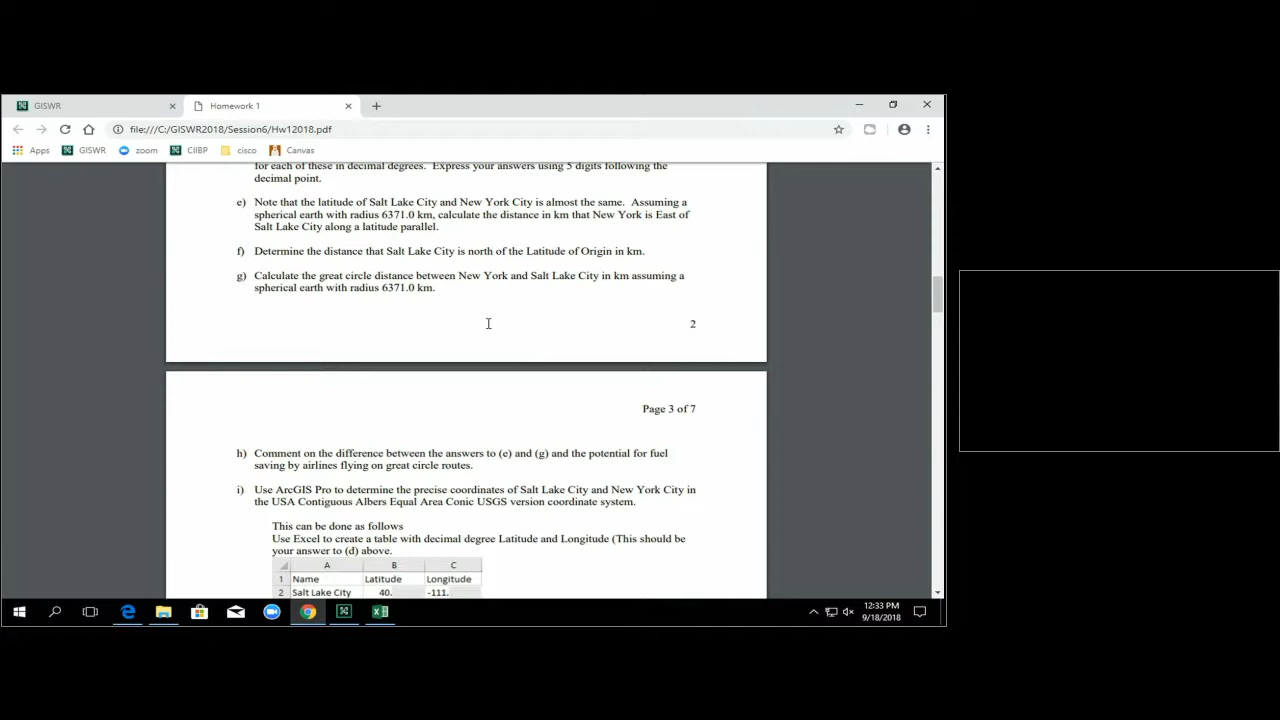 GISWR
Homework 1
file:///C:/GISWR2018/Session6/Hw12018.pdf
Apps GISWR zoom CIIBP cisco Canvas
for each of these in decimal degrees. Express your answers using 5 digits following the
decimal point.
e) Note that the latitude of Salt Lake City and New York City is almost the same. Assuming a
spherical earth with radius 6371.0 km, calculate the distance in km that New York is East of
Salt Lake City along a latitude parallel.
f) Determine the distance that Salt Lake City is north of the Latitude of Origin in km.
g) Calculate the great circle distance between New York and Salt Lake City in km assuming a
spherical earth with radius 6371.0 km.
2
Page 3 of 7
h) Comment on the difference between the answers to (e) and (g) and the potential for fuel
saving by airlines flying on great circle routes.
i) Use ArcGIS Pro to determine the precise coordinates of Salt Lake City and New York City in
the USA Contiguous Albers Equal Area Conic USGS version coordinate system.
This can be done as follows
Use Excel to create a table with decimal degree Latitude and Longitude (This should be
your answer to (d) above.
A B C
1 Name Latitude Longitude
2 Salt Lake City 40. -111.
12:33 PM
9/18/2018